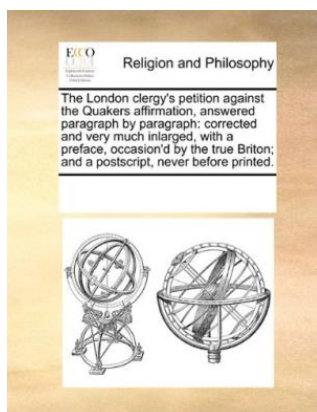 ECCO
Religion and Philosophy
The London clergy's petition against
the Quakers affirmation, answered
paragraph by paragraph: corrected
and very much inlarged, with a
preface, occasion'd by the true Briton;
and a postscript, never before printed.